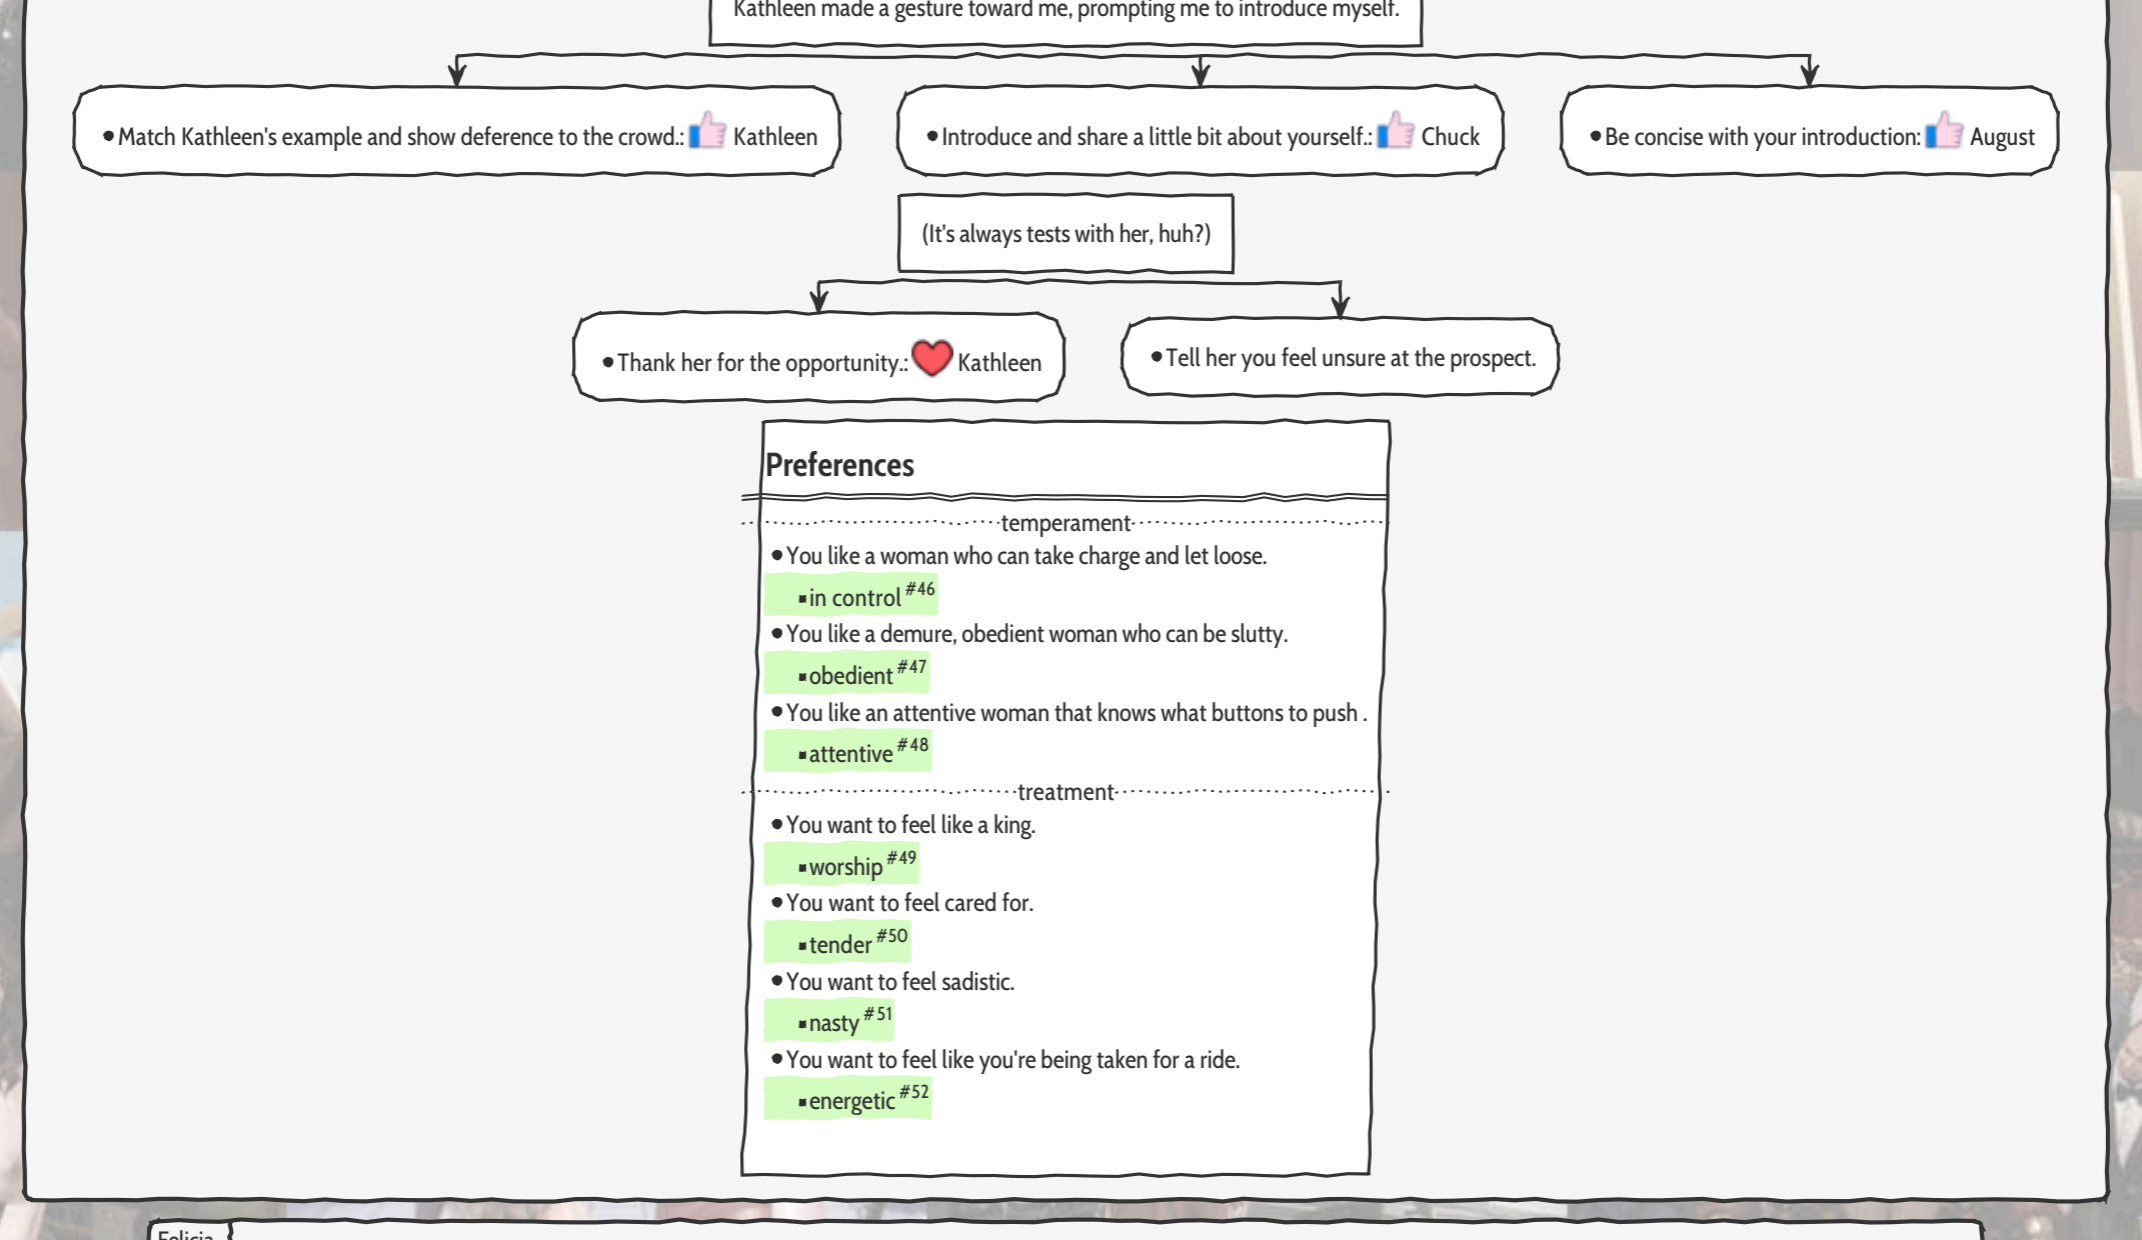 Kathleen made a gesture toward me, prompting me to introduce myself.
Match Kathleen's example and show deference to the crowd.: Kathleen
Introduce and share a little bit about yourself.: Chuck
Be concise with your introduction: August
(It's always tests with her, huh?)
Thank her for the opportunity.: Kathleen
Tell her you feel unsure at the prospect.
Preferences
temperament
You like a woman who can take charge and let loose.
in control #46
You like a demure, obedient woman who can be slutty.
obedient #47
You like an attentive woman that knows what buttons to push .
attentive #48
treatment
You want to feel like a king.
worship #49
You want to feel cared for.
tender #50
You want to feel sadistic.
nasty #51
You want to feel like you're being taken for a ride.
energetic #52
Felicia